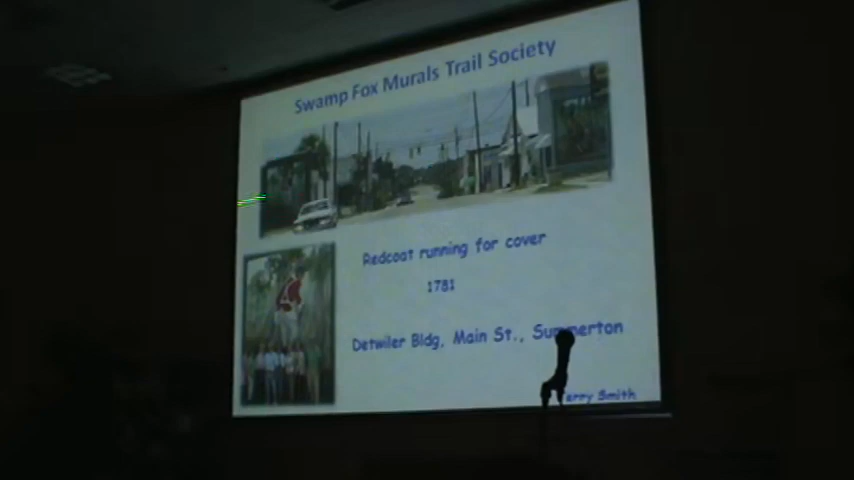 Swamp Fox Murals Trail Society
Redcoat running for cover
1781
Detwiler Bldg, Main St., Summerton
Smith